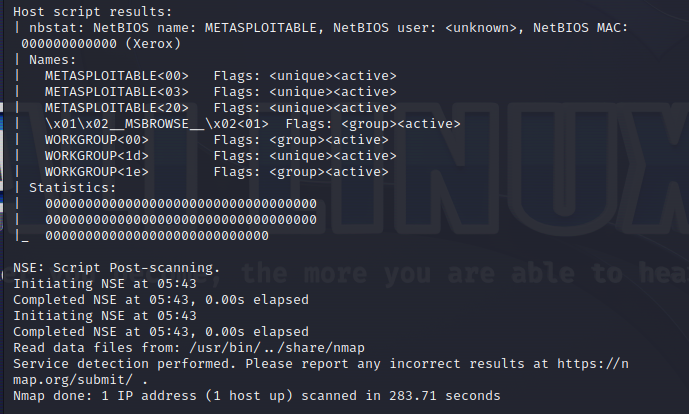 Host script results:
| nbstat: NetBIOS name: METASPLOITABLE, NetBIOS user: <unknown>, NetBIOS MAC:
000000000000 (Xerox)
| Names:
|   METASPLOITABLE<00>   Flags: <unique><active>
|   METASPLOITABLE<03>   Flags: <unique><active>
|   METASPLOITABLE<20>   Flags: <unique><active>
|   \x01\x02__MSBROWSE__\x02<01>  Flags: <group><active>
|   WORKGROUP<00>        Flags: <group><active>
|   WORKGROUP<1d>        Flags: <unique><active>
|   WORKGROUP<1e>        Flags: <group><active>
| Statistics:
|   0000000000000000000000000000000000
|   0000000000000000000000000000000000
|_  0000000000000000000000000000
NSE: Script Post-scanning.
Initiating NSE at 05:43
Completed NSE at 05:43, 0.00s elapsed
Initiating NSE at 05:43
Completed NSE at 05:43, 0.00s elapsed
Read data files from: /usr/bin/../share/nmap
Service detection performed. Please report any incorrect results at https://n
map.org/submit/ .
Nmap done: 1 IP address (1 host up) scanned in 283.71 seconds
LINUX
the more you are able to hea